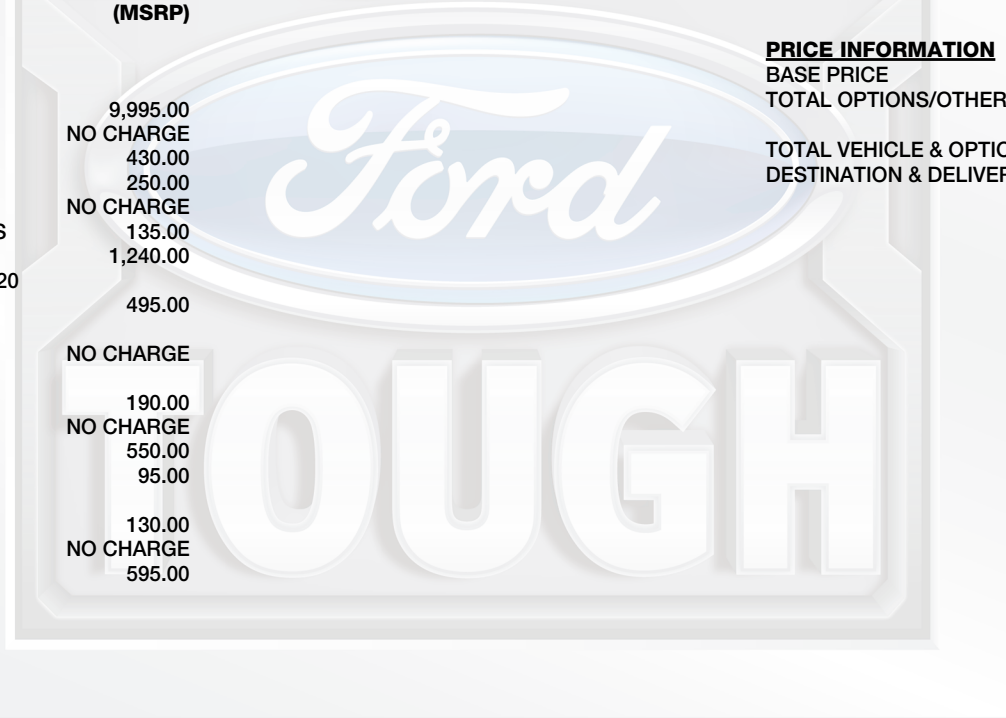 (MSRP)
9,995.00
NO CHARGE
430.00
250.00
NO CHARGE
S 135.00
1,240.00
20
495.00
NO CHARGE
190.00
NO CHARGE
550.00
95.00
130.00
NO CHARGE
595.00
PRICE INFORMATION
BASE PRICE
TOTAL OPTIONS/OTHER
TOTAL VEHICLE & OPTIO
DESTINATION & DELIVER
Ford
TOUGH